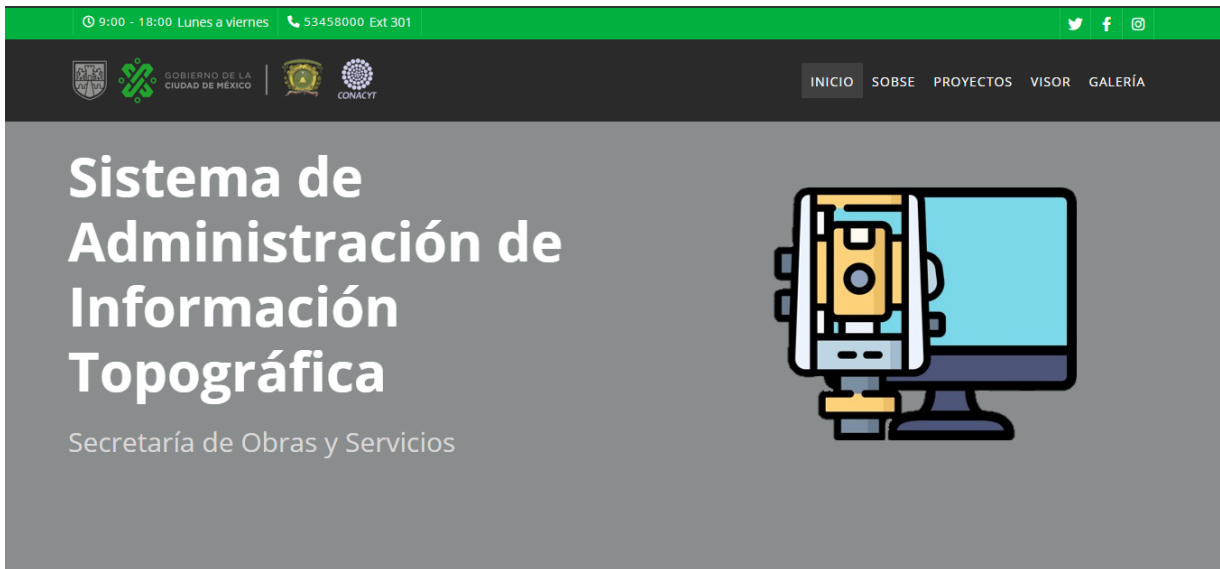 9:00 - 18:00 Lunes a viernes
53458000 Ext 301
GOBIERNO DE LA
CIUDAD DE MÉXICO
CONACYT
INICIO SOBSE PROYECTOS VISOR GALERÍA
Sistema de
Administración de
Información
Topográfica
Secretaría de Obras y Servicios